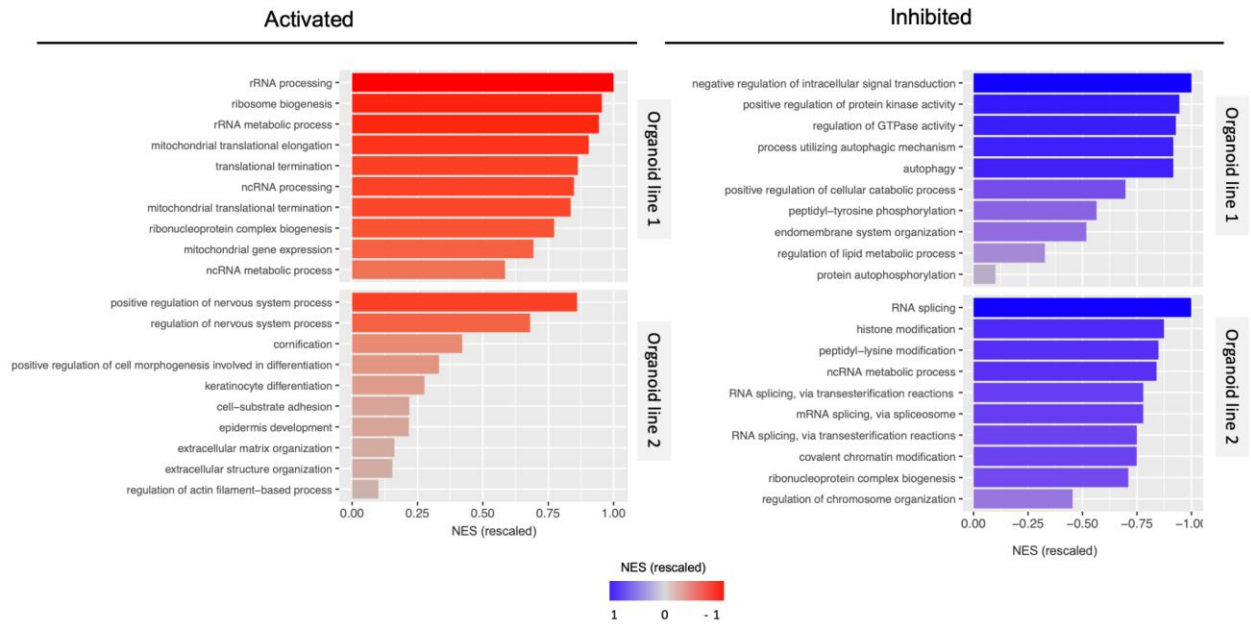 Activated
Inhibited
rRNA processing
ribosome biogenesis
rRNA metabolic process
mitochondrial translational elongation
translational termination
ncRNA processing
mitochondrial translational termination
ribonucleoprotein complex biogenesis
mitochondrial gene expression
ncRNA metabolic process
Organoid line 1
positive regulation of nervous system process
regulation of nervous system process
cornification
positive regulation of cell morphogenesis involved in differentiation
keratinocyte differentiation
cell−substrate adhesion
epidermis development
extracellular matrix organization
extracellular structure organization
regulation of actin filament−based process
Organoid line 2
0.00 0.25 0.50 0.75 1.00
NES (rescaled)
negative regulation of intracellular signal transduction
positive regulation of protein kinase activity
regulation of GTPase activity
process utilizing autophagic mechanism
autophagy
positive regulation of cellular catabolic process
peptidyl−tyrosine phosphorylation
endomembrane system organization
regulation of lipid metabolic process
protein autophosphorylation
Organoid line 1
RNA splicing
histone modification
peptidyl−lysine modification
ncRNA metabolic process
RNA splicing, via transesterification reactions
mRNA splicing, via spliceosome
RNA splicing, via transesterification reactions
covalent chromatin modification
ribonucleoprotein complex biogenesis
regulation of chromosome organization
Organoid line 2
0.00 −0.25 −0.50 −0.75 −1.00
NES (rescaled)
NES (rescaled)
1 0 - 1